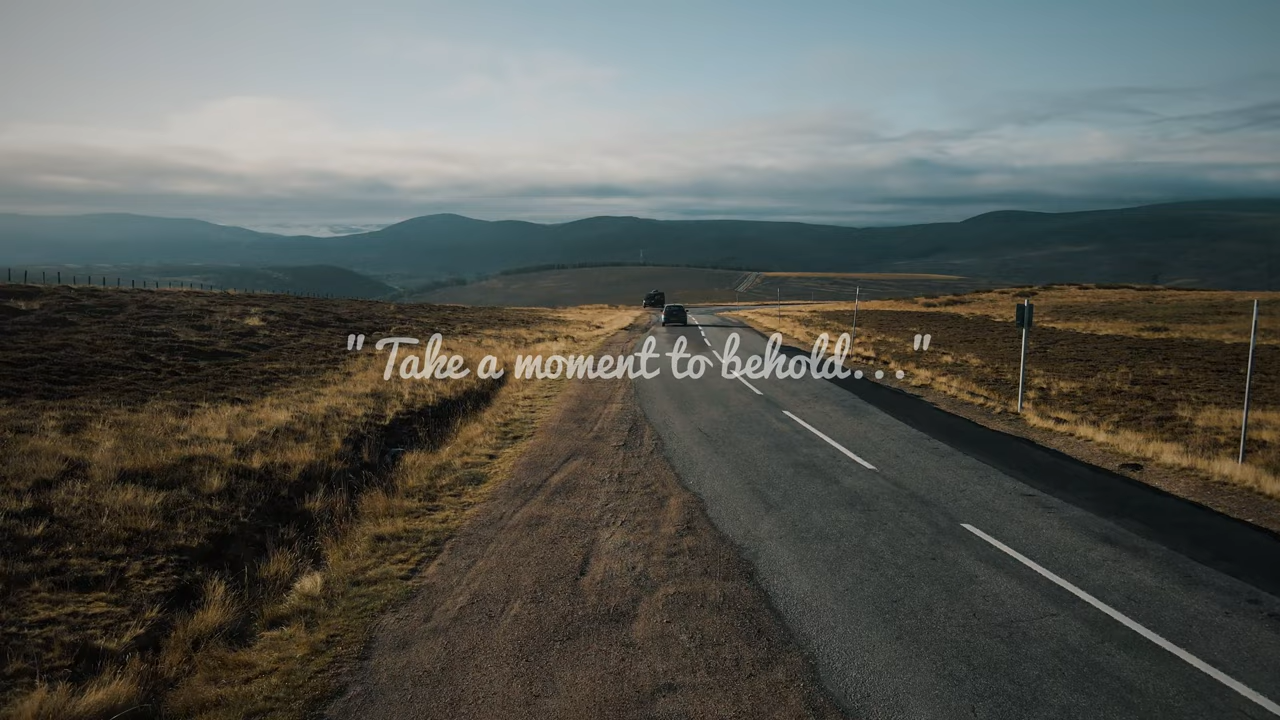 "Take a moment to behold. . . "